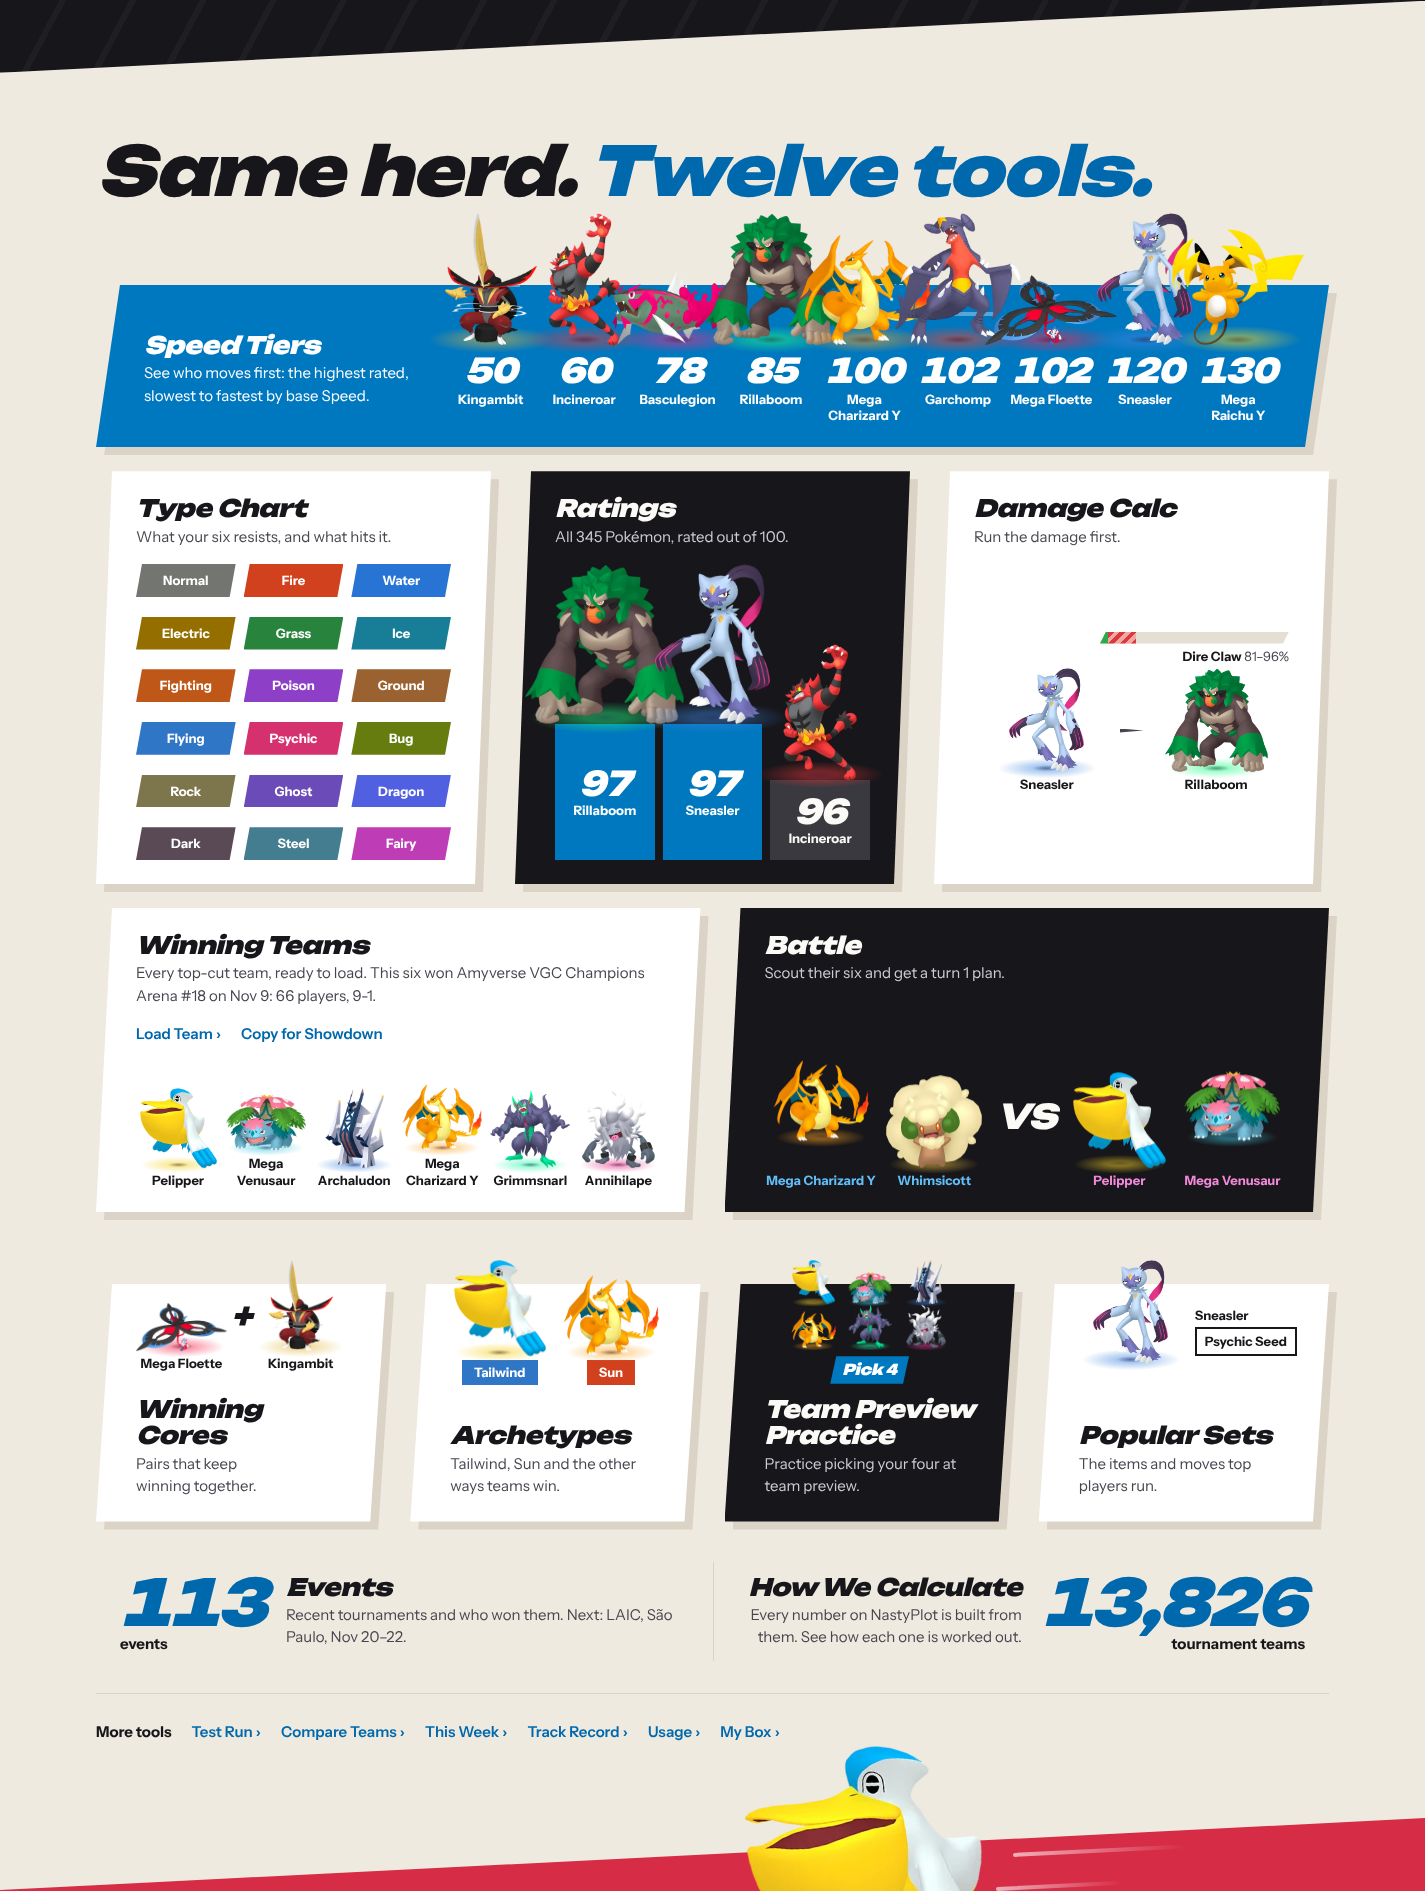 Same herd. Twelve tools.
Speed Tiers
See who moves first: the highest rated,
slowest to fastest by base Speed.
50
Kingambit
60
Incineroar
78
Basculegion
85
Rillaboom
100
Mega
Charizard Y
102
Garchomp
102
Mega Floette
120
Sneasler
130
Mega
Raichu Y
Type Chart
What your six resists, and what hits it.
Normal
Fire
Water
Electric
Grass
Ice
Fighting
Poison
Ground
Flying
Psychic
Bug
Rock
Ghost
Dragon
Dark
Steel
Fairy
Ratings
All 345 Pokémon, rated out of 100.
97
Rillaboom
97
Sneasler
96
Incineroar
Damage Calc
Run the damage first.
Dire Claw 81–96%
Sneasler
Rillaboom
Winning Teams
Every top-cut team, ready to load. This six won Amyverse VGC Champions
Arena #18 on Nov 9: 66 players, 9-1.
Load Team ›
Copy for Showdown
Pelipper
Mega
Venusaur
Archaludon
Mega
Charizard Y
Grimmsnarl
Annihilape
Battle
Scout their six and get a turn 1 plan.
Mega Charizard Y
Whimsicott
VS
Pelipper
Mega Venusaur
Mega Floette
+
Kingambit
Winning
Cores
Pairs that keep
winning together.
Tailwind
Sun
Archetypes
Tailwind, Sun and the other
ways teams win.
Pick 4
Team Preview
Practice
Practice picking your four at
team preview.
Sneasler
Psychic Seed
Popular Sets
The items and moves top
players run.
113
events
Events
Recent tournaments and who won them. Next: LAIC, São
Paulo, Nov 20–22.
How We Calculate
Every number on NastyPlot is built from
them. See how each one is worked out.
13,826
tournament teams
More tools
Test Run ›
Compare Teams ›
This Week ›
Track Record ›
Usage ›
My Box ›